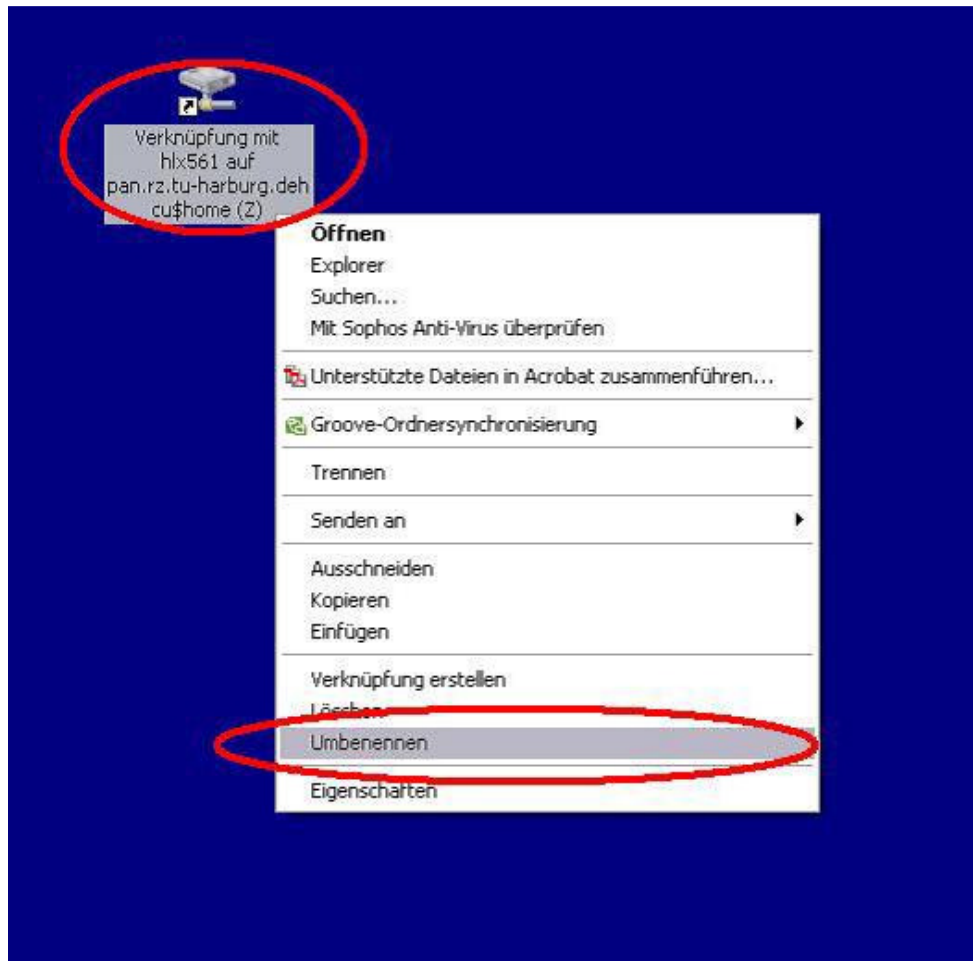 Verknüpfung mit
hlx561 auf
pan.rz.tu-harburg.deh
cu$home (Z)
Öffnen
Explorer
Suchen...
Mit Sophos Anti-Virus überprüfen
Unterstützte Dateien in Acrobat zusammenführen...
Groove-Ordnersynchronisierung
Trennen
Senden an
Ausschneiden
Kopieren
Einfügen
Verknüpfung erstellen
Löschen
Umbenennen
Eigenschaften